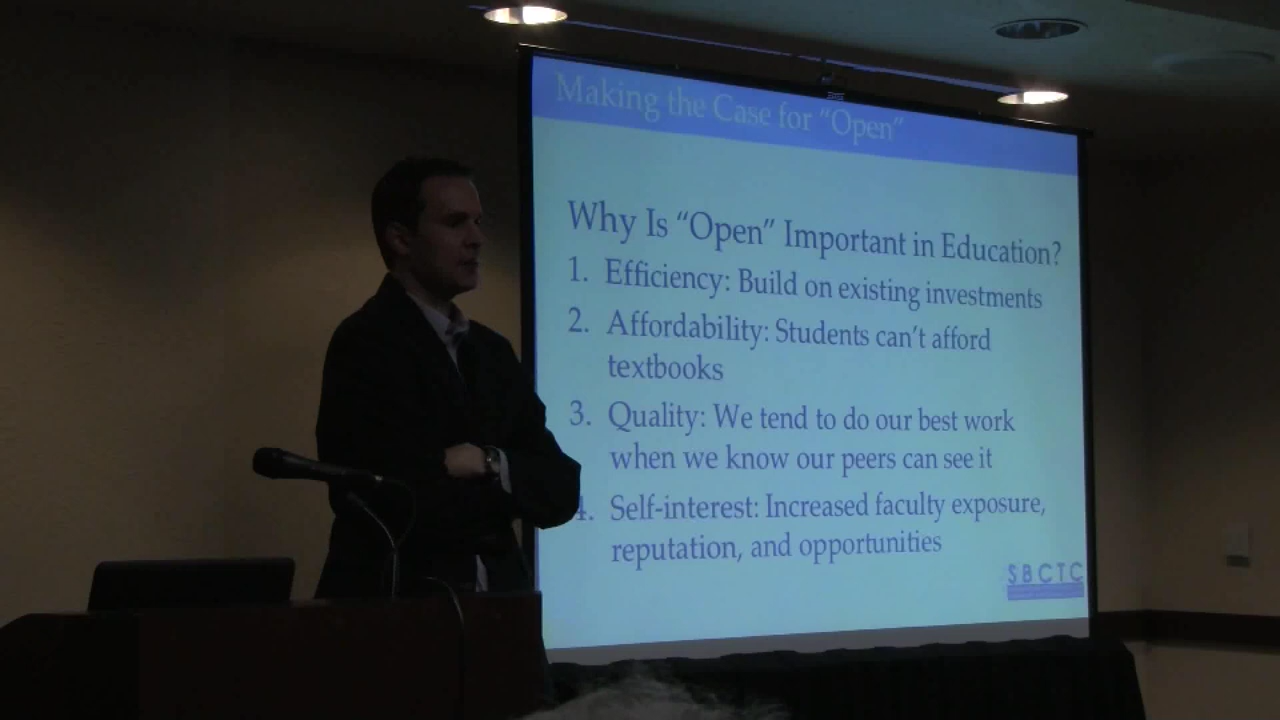 Making the Case for “Open”
Why Is “Open” Important in Education?
1. Efficiency: Build on existing investments
2. Affordability: Students can’t afford
textbooks
3. Quality: We tend to do our best work
when we know our peers can see it
4. Self-interest: Increased faculty exposure,
reputation, and opportunities
SBCTC